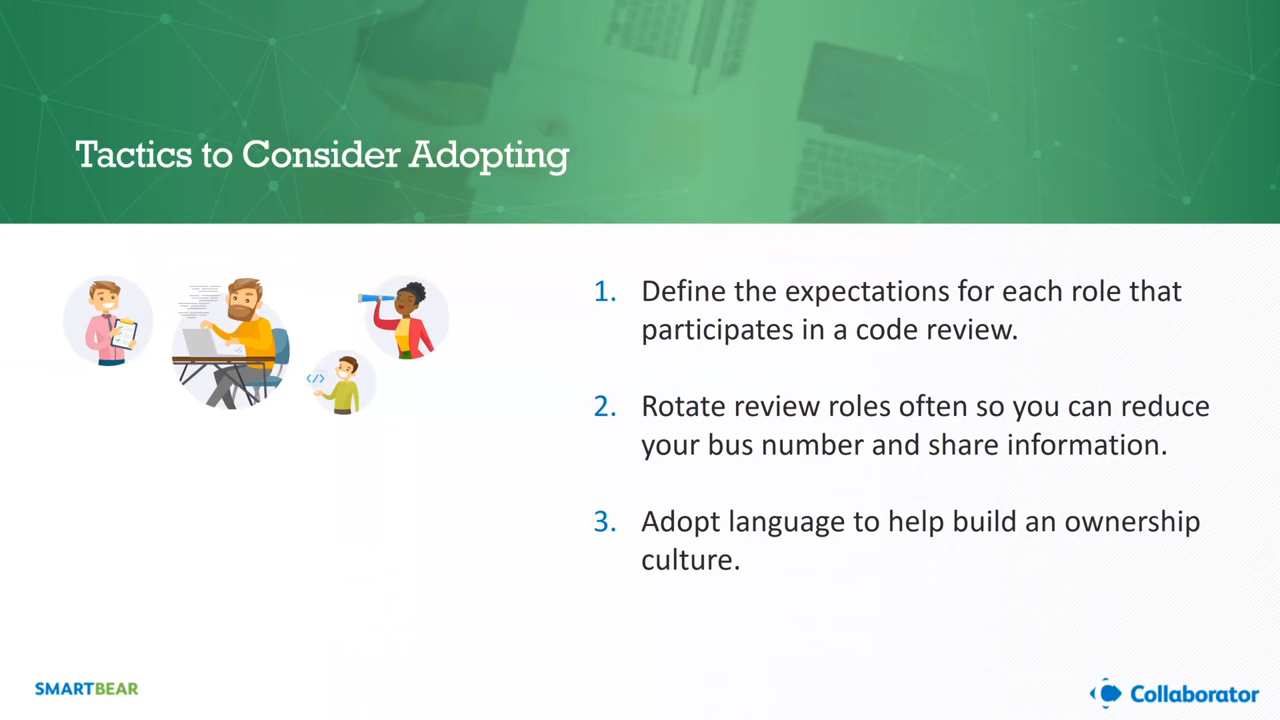 Tactics to Consider Adopting
1. Define the expectations for each role that
participates in a code review.
2. Rotate review roles often so you can reduce
your bus number and share information.
3. Adopt language to help build an ownership
culture.
</>
SMARTBEAR
Collaborator